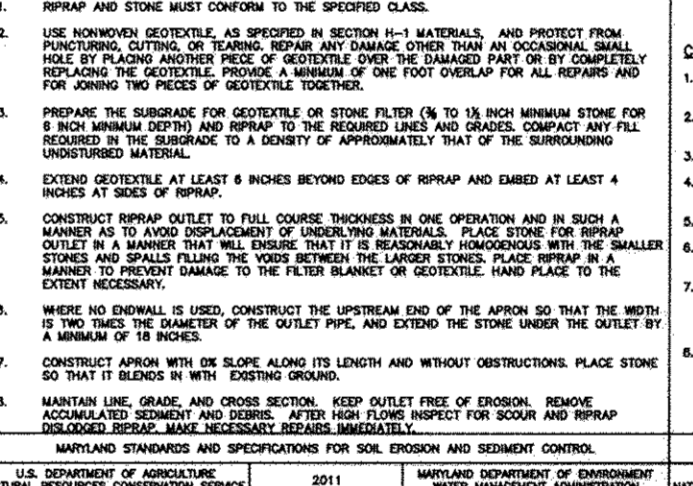 1. RIPRAP AND STONE MUST CONFORM TO THE SPECIFIED CLASS.
2. USE NONWOVEN GEOTEXTILE, AS SPECIFIED IN SECTION H-1 MATERIALS, AND PROTECT FROM
PUNCTURING, CUTTING, OR TEARING. REPAIR ANY DAMAGE OTHER THAN AN OCCASIONAL SMALL
HOLE BY PLACING ANOTHER PIECE OF GEOTEXTILE OVER THE DAMAGED PART OR BY COMPLETELY
REPLACING THE GEOTEXTILE. PROVIDE A MINIMUM OF ONE FOOT OVERLAP FOR ALL REPAIRS AND
FOR JOINING TWO PIECES OF GEOTEXTILE TOGETHER.
3. PREPARE THE SUBGRADE FOR GEOTEXTILE OR STONE FILTER (¾ TO 1½ INCH MINIMUM STONE FOR
6 INCH MINIMUM DEPTH) AND RIPRAP TO THE REQUIRED LINES AND GRADES. COMPACT ANY FILL
REQUIRED IN THE SUBGRADE TO A DENSITY OF APPROXIMATELY THAT OF THE SURROUNDING
UNDISTURBED MATERIAL.
4. EXTEND GEOTEXTILE AT LEAST 6 INCHES BEYOND EDGES OF RIPRAP AND EMBED AT LEAST 4
INCHES AT SIDES OF RIPRAP.
5. CONSTRUCT RIPRAP OUTLET TO FULL COURSE THICKNESS IN ONE OPERATION AND IN SUCH A
MANNER AS TO AVOID DISPLACEMENT OF UNDERLYING MATERIALS. PLACE STONE FOR RIPRAP
OUTLET IN A MANNER THAT WILL ENSURE THAT IT IS REASONABLY HOMOGENOUS WITH THE SMALLER
STONES AND SPALLS FILLING THE VOIDS BETWEEN THE LARGER STONES. PLACE RIPRAP IN A
MANNER TO PREVENT DAMAGE TO THE FILTER BLANKET OR GEOTEXTILE. HAND PLACE TO THE
EXTENT NECESSARY.
6. WHERE NO ENDWALL IS USED, CONSTRUCT THE UPSTREAM END OF THE APRON SO THAT THE WIDTH
IS TWO TIMES THE DIAMETER OF THE OUTLET PIPE, AND EXTEND THE STONE UNDER THE OUTLET BY
A MINIMUM OF 18 INCHES.
7. CONSTRUCT APRON WITH 0% SLOPE ALONG ITS LENGTH AND WITHOUT OBSTRUCTIONS. PLACE STONE
SO THAT IT BLENDS IN WITH EXISTING GROUND.
8. MAINTAIN LINE, GRADE, AND CROSS SECTION. KEEP OUTLET FREE OF EROSION. REMOVE
ACCUMULATED SEDIMENT AND DEBRIS. AFTER HIGH FLOWS INSPECT FOR SCOUR AND RIPRAP
DISLODGED RIPRAP. MAKE NECESSARY REPAIRS IMMEDIATELY.
MARYLAND STANDARDS AND SPECIFICATIONS FOR SOIL EROSION AND SEDIMENT CONTROL
U.S. DEPARTMENT OF AGRICULTURE
2011
MARYLAND DEPARTMENT OF ENVIRONMENT
RESOURCES CONSERVATION SERVICE
WATER MANAGEMENT ADMINISTRATION
1.
2.
3.
4.
5.
6.
7.
8.